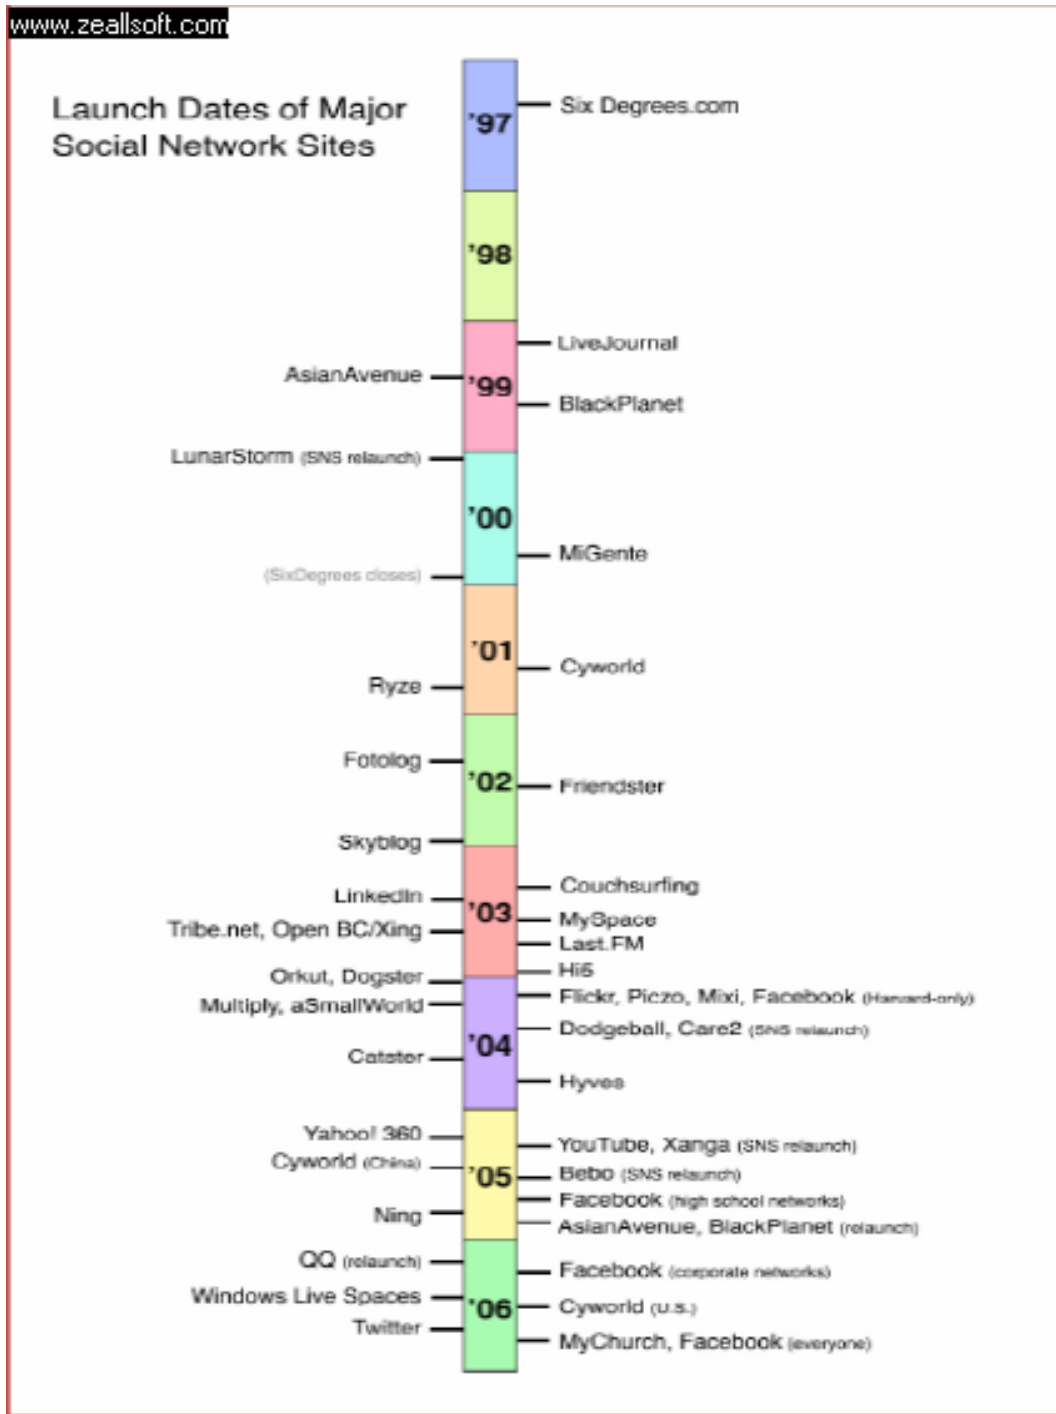 www.zeallsoft.com
Launch Dates of Major
Social Network Sites
'97
Six Degrees.com
'98
'99
LiveJournal
AsianAvenue
BlackPlanet
LunarStorm (SNS relaunch)
'00
MiGente
(SixDegrees closes)
'01
Cyworld
Ryze
Fotolog
'02
Friendster
Skyblog
'03
Couchsurfing
LinkedIn
MySpace
Tribe.net, Open BC/Xing
Last.FM
Hi5
Orkut, Dogster
'04
Flickr, Piczo, Mixi, Facebook (Harvard-only)
Multiply, aSmallWorld
Dodgeball, Care2 (SNS relaunch)
Catster
Hyves
'05
Yahoo! 360
YouTube, Xanga (SNS relaunch)
Cyworld (China)
Bebo (SNS relaunch)
Facebook (high school networks)
Ning
AsianAvenue, BlackPlanet (relaunch)
'06
QQ (relaunch)
Facebook (corporate networks)
Windows Live Spaces
Cyworld (U.S.)
Twitter
MyChurch, Facebook (everyone)